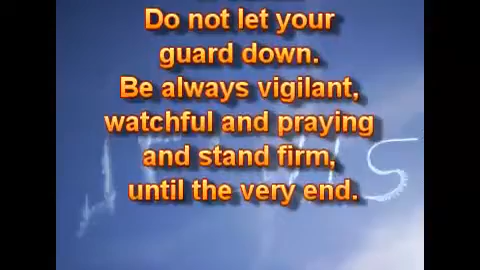 Do not let your
guard down.
Be always vigilant,
watchful and praying
and stand firm,
until the very end.